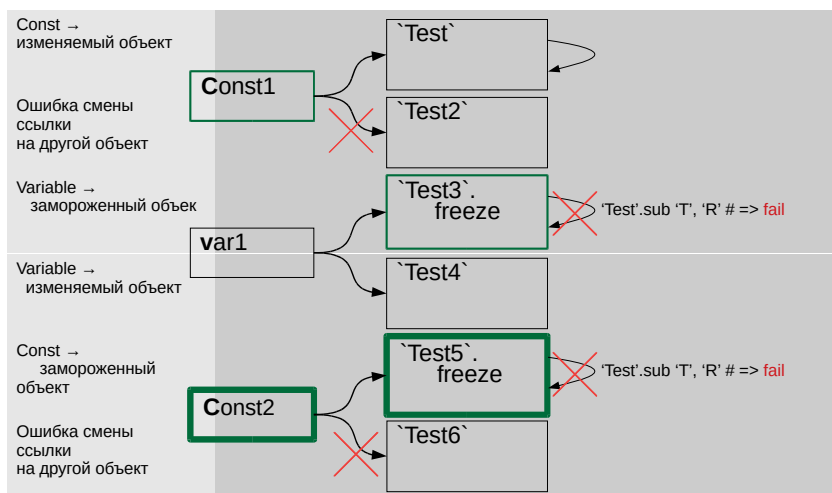 Const →
изменяемый объект
`Test`
Const1
Ошибка смены
ссылки
на другой объект
`Test2`
Variable →
замороженный объек
`Test3`.
freeze
‘Test’.sub ‘T’, ‘R’ # => fail
var1
Variable →
изменяемый объект
`Test4`
Const →
замороженный
объект
`Test5`.
freeze
‘Test’.sub ‘T’, ‘R’ # => fail
Const2
Ошибка смены
ссылки
на другой объект
`Test6`